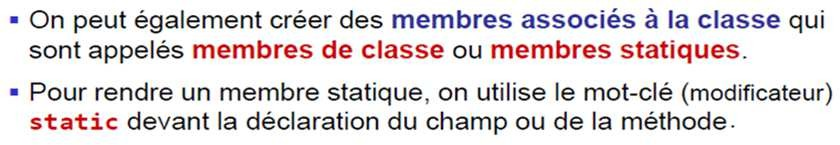 ▪ On peut également créer des membres associés à la classe qui
sont appelés membres de classe ou membres statiques.
▪ Pour rendre un membre statique, on utilise le mot-clé (modificateur)
static devant la déclaration du champ ou de la méthode.